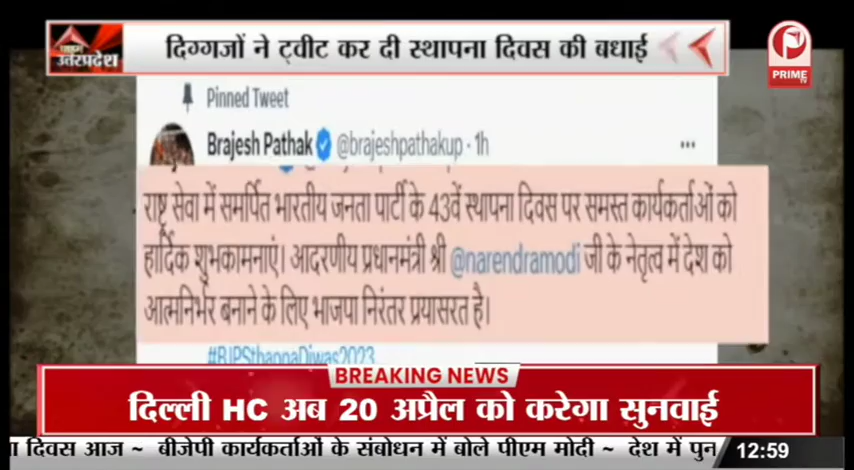 प्राइम
उत्तरप्रदेश
दिग्गजों ने ट्वीट कर दी स्थापना दिवस की बधाई
PRIME
TV
Pinned Tweet
Brajesh Pathak @brajeshpathakup · 1h
राष्ट्र सेवा में समर्पित भारतीय जनता पार्टी के 43वें स्थापना दिवस पर समस्त कार्यकर्ताओं को
हार्दिक शुभकामनाएं। आदरणीय प्रधानमंत्री श्री @narendramodi जी के नेतृत्व में देश को
आत्मनिर्भर बनाने के लिए भाजपा निरंतर प्रयासरत है।
#BJPSthapnaDiwas2023
BREAKING NEWS
दिल्ली HC अब 20 अप्रैल को करेगा सुनवाई
दिवस आज ~ बीजेपी कार्यकर्ताओं के संबोधन में बोले पीएम मोदी ~ देश में पुन
12:59